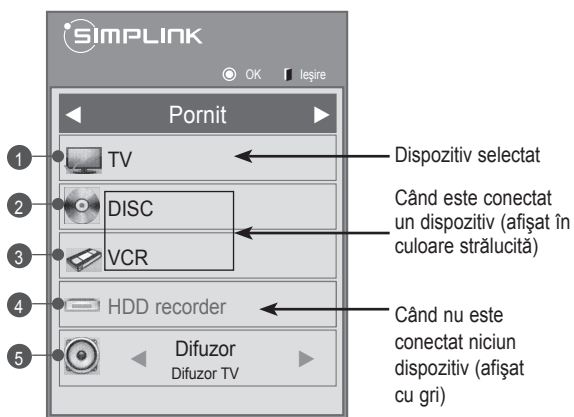 SIMPLINK
OK Ieşire
Pornit
1 TV
2 DISC
3 VCR
4 HDD recorder
5 Difuzor
Difuzor TV
Dispozitiv selectat
Când este conectat
un dispozitiv (afişat în
culoare strălucită)
Când nu este
conectat niciun
dispozitiv (afişat
cu gri)